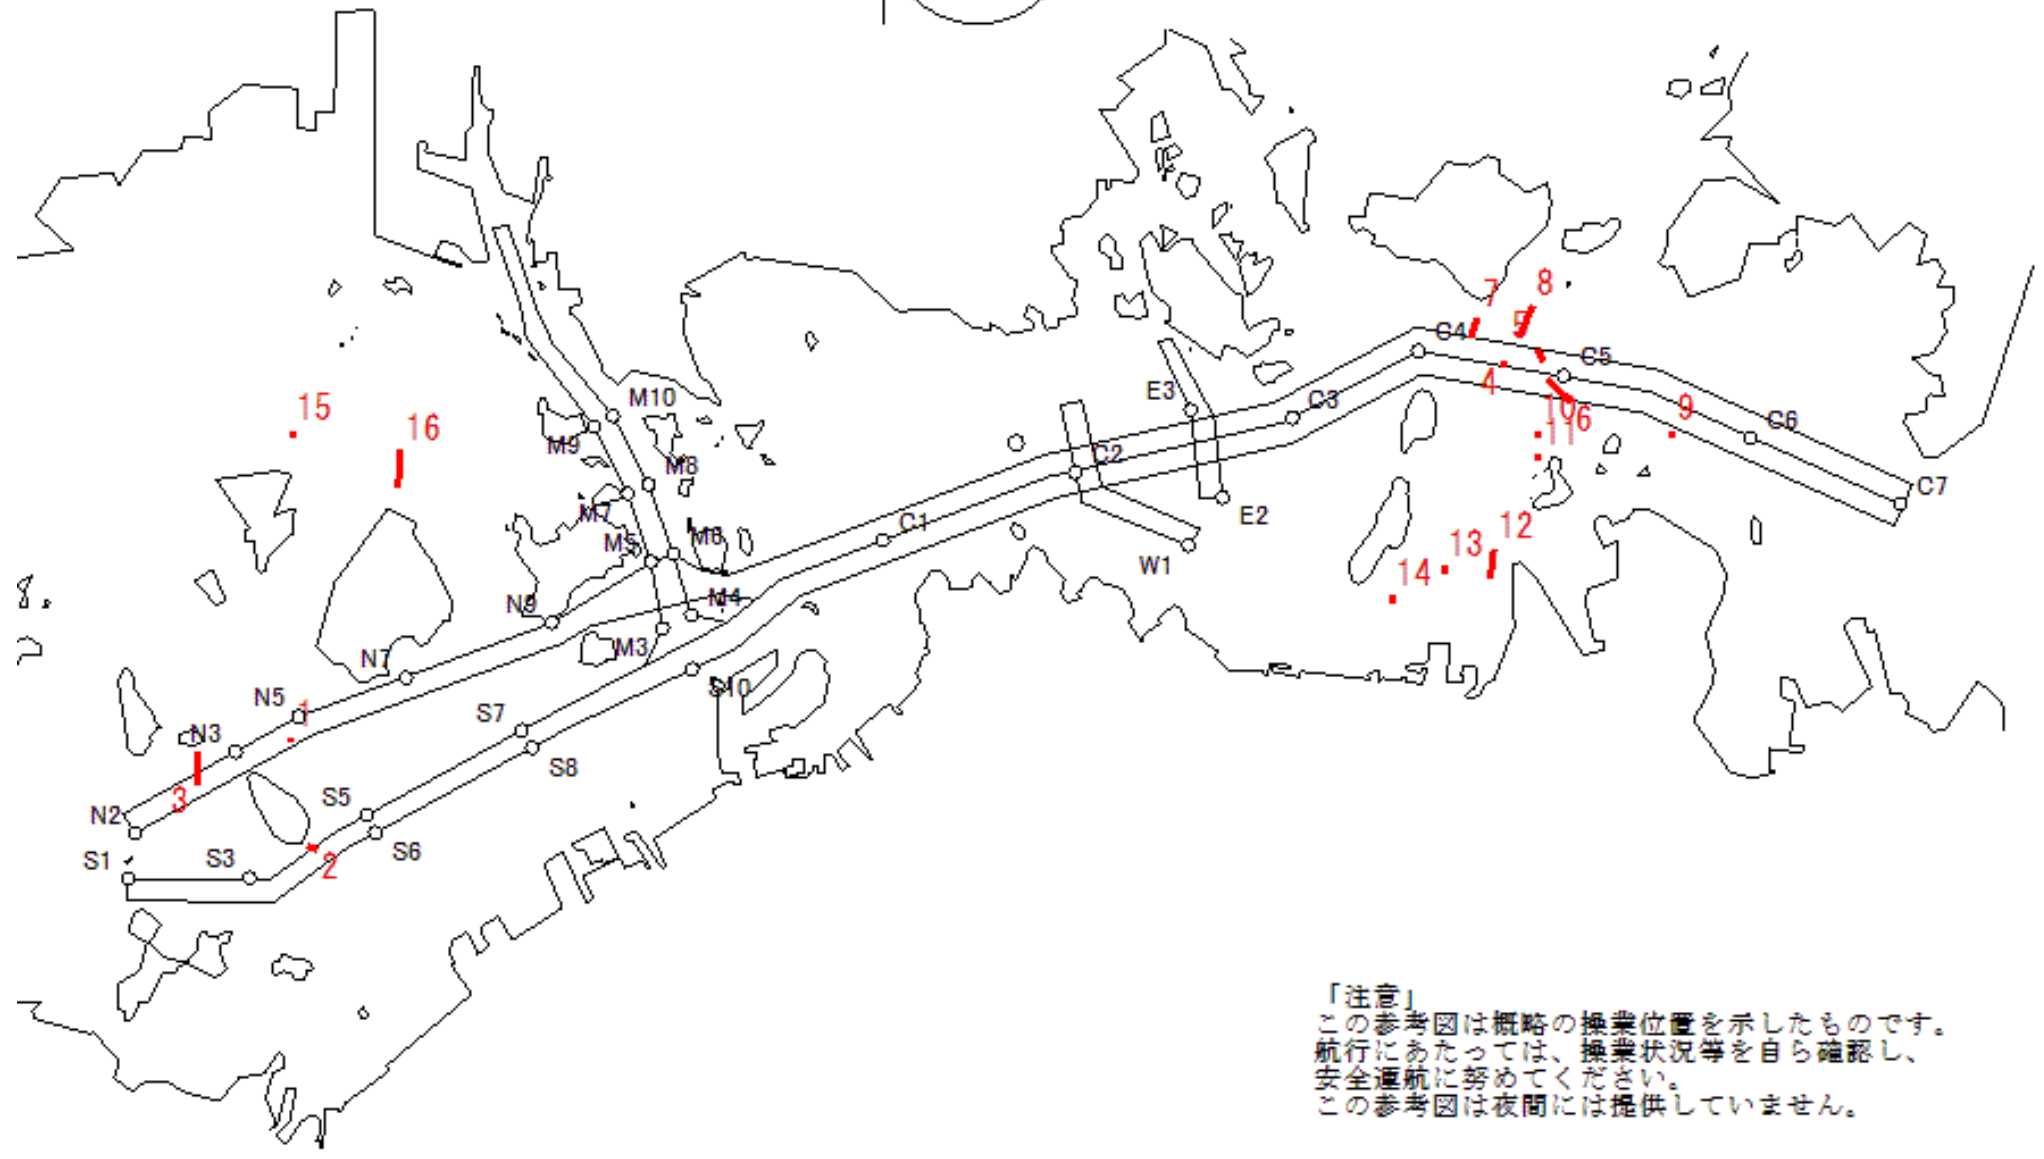 7
8
5
C4
C5
4
E3
M10
C3
10
6
9
C6
15
16
M9
M8
C2
11
C7
M7
E2
C1
12
M5
M6
W1
13
14
N9
M4
M3
N7
S10
N5
1
S7
N3
S8
3
S5
N2
S6
S1
S3
2
「注意」
この参考図は概略の操業位置を示したものです。
航行にあたっては、操業状況等を自ら確認し、
安全運航に努めてください。
この参考図は夜間には提供していません。